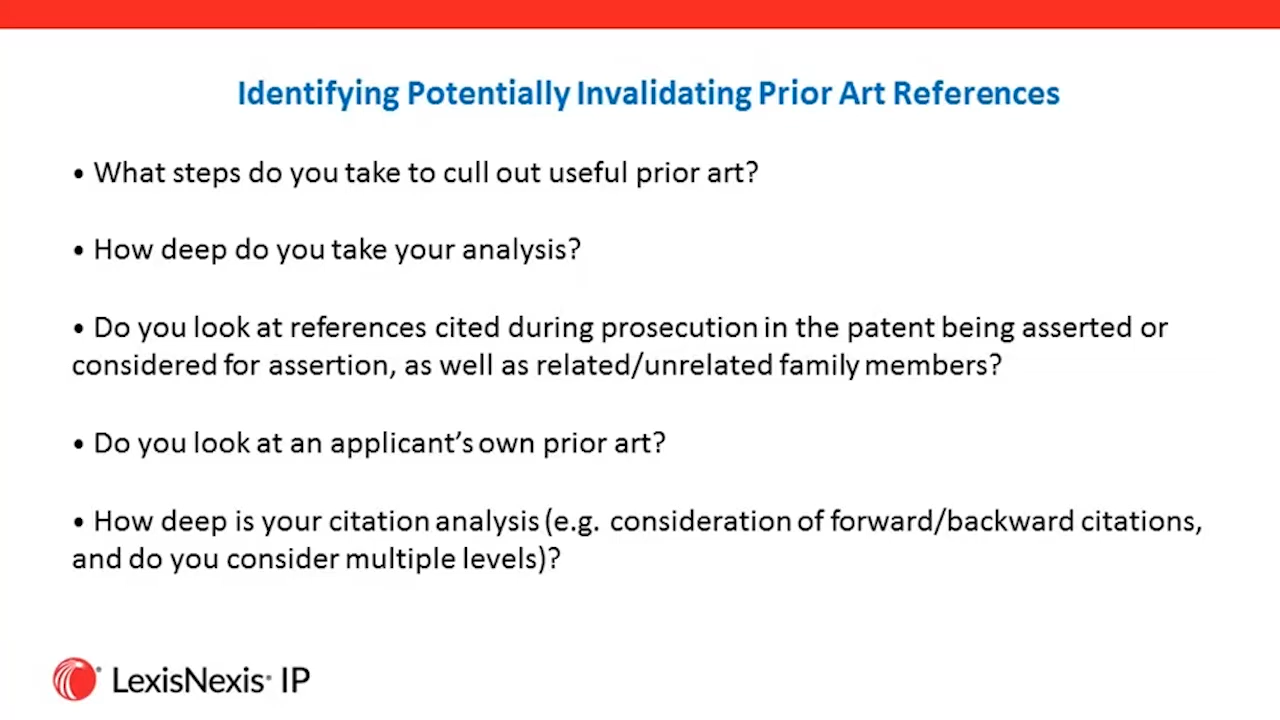 Identifying Potentially Invalidating Prior Art References
• What steps do you take to cull out useful prior art?
• How deep do you take your analysis?
• Do you look at references cited during prosecution in the patent being asserted or
considered for assertion, as well as related/unrelated family members?
• Do you look at an applicant’s own prior art?
• How deep is your citation analysis (e.g. consideration of forward/backward citations,
and do you consider multiple levels)?
LexisNexis® IP